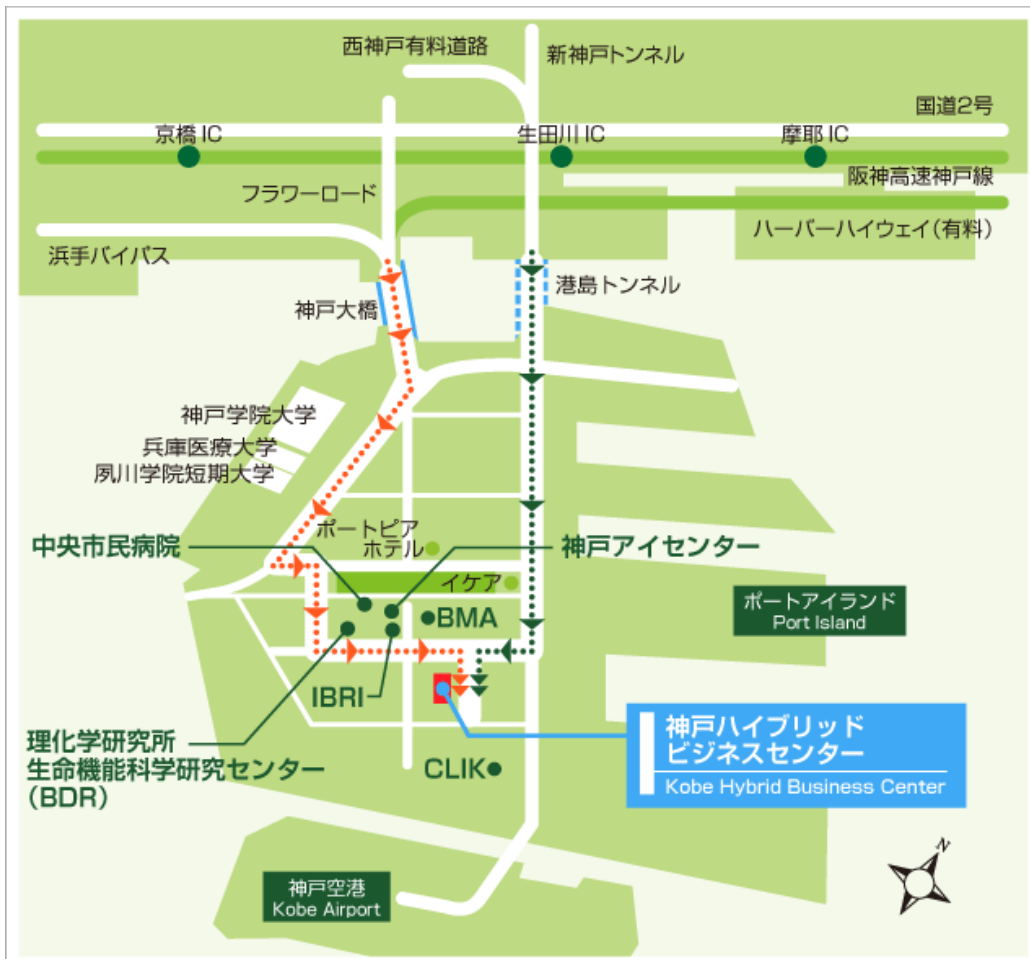 西神戸有料道路
新神戸トンネル
国道2号
京橋 IC
生田川 IC
摩耶 IC
阪神高速神戸線
フラワーロード
ハーバーハイウェイ(有料)
浜手バイパス
港島トンネル
神戸大橋
神戸学院大学
兵庫医療大学
夙川学院短期大学
ポートピア
ホテル
中央市民病院
神戸アイセンター
イケア
ポートアイランド
Port Island
BMA
IBRI
神戸ハイブリッド
ビジネスセンター
Kobe Hybrid Business Center
理化学研究所
生命機能科学研究センター
(BDR)
CLIK
N
神戸空港
Kobe Airport